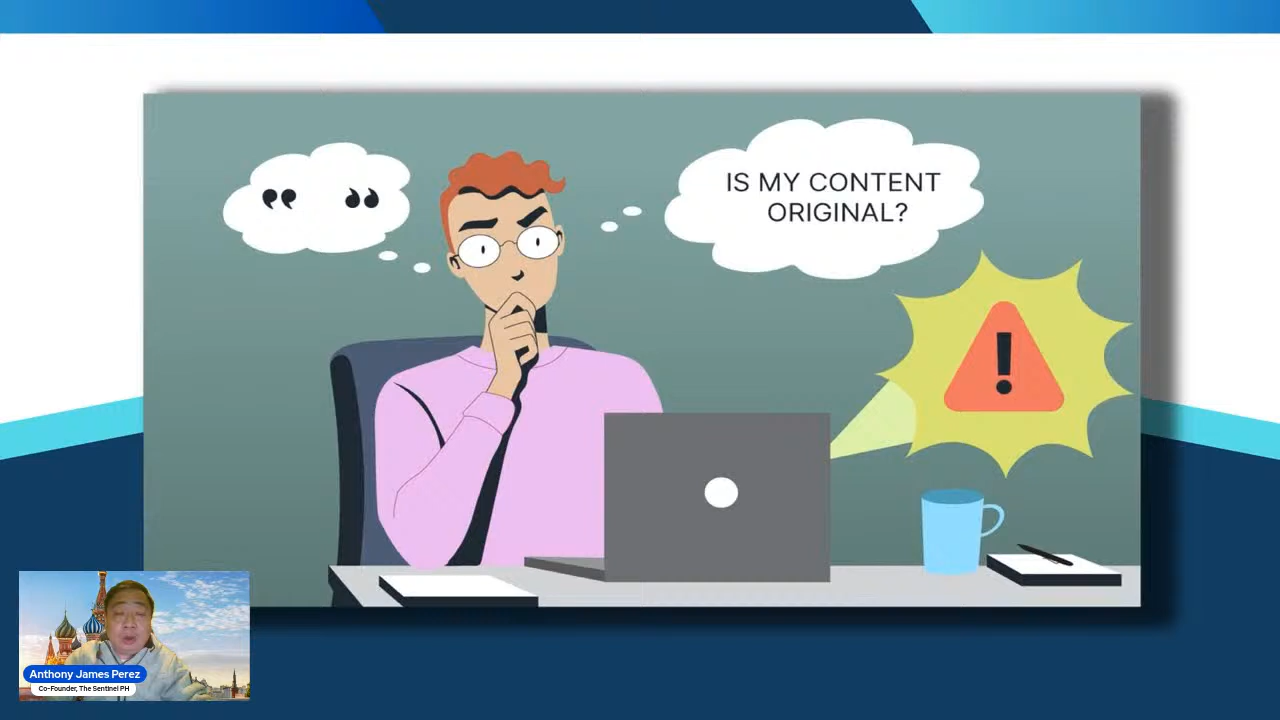 ❞ ❝
IS MY CONTENT
ORIGINAL?
!
Anthony James Perez
Co-Founder, The Sentinel PH